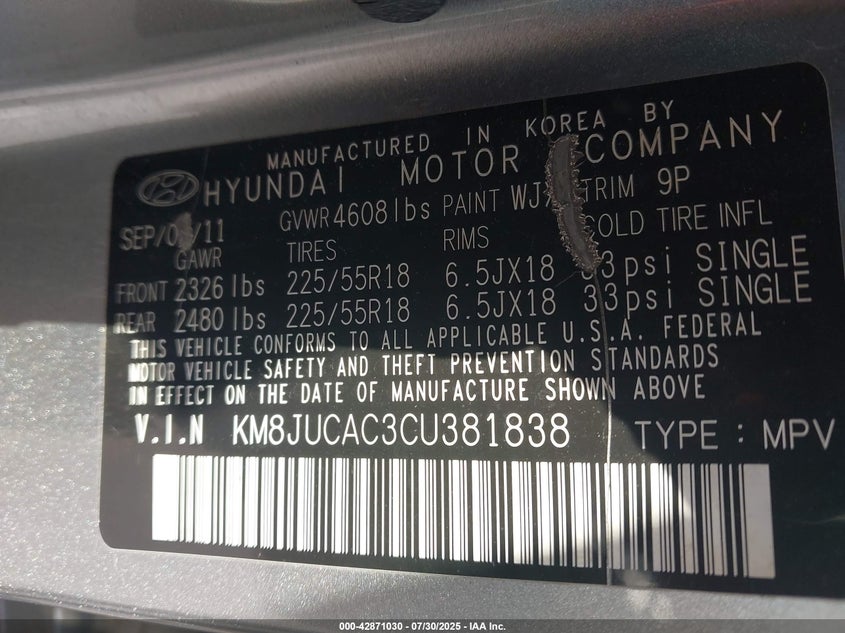 MANUFACTURED IN KOREA BY
HYUNDAI MOTOR COMPANY
GVWR 4608lbs PAINT TRIM 9P
GAWR TIRES RIMS COLD TIRE INFL
FRONT 2326 lbs 225/55R18 6.5JX18 33psi SINGLE
REAR 2480 lbs 225/55R18 6.5JX18 33psi SINGLE
THIS VEHICLE CONFORMS TO ALL APPLICABLE U.S.A. FEDERAL
MOTOR VEHICLE SAFETY AND THEFT PREVENTION STANDARDS
IN EFFECT ON THE DATE OF MANUFACTURE SHOWN ABOVE
V.I.N KM8JUCAC3CU381838 TYPE : MPV
000-42871030 - 07/30/2025 - IAA Inc.